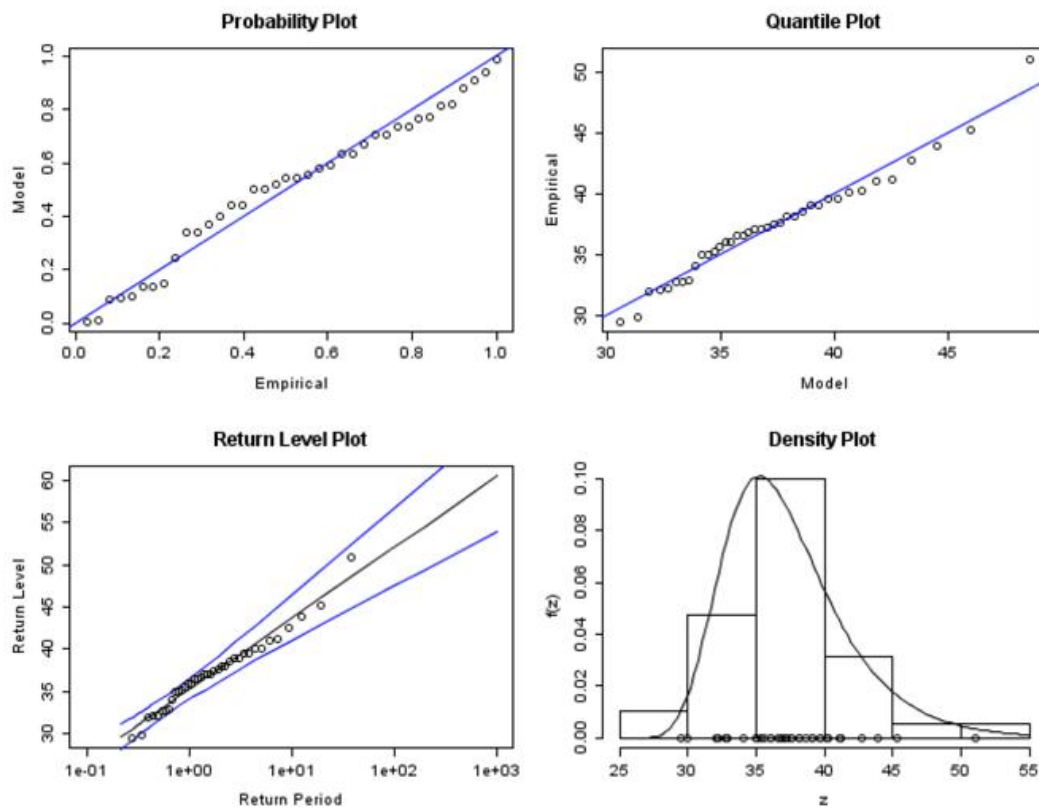 Probability Plot
Model
0.0 0.2 0.4 0.6 0.8 1.0
0.0 0.2 0.4 0.6 0.8 1.0
Empirical
Quantile Plot
Empirical
30 35 40 45 50
30 35 40 45
Model
Return Level Plot
Return Level
30 35 40 45 50 55 60
1e-01 1e+00 1e+01 1e+02 1e+03
Return Period
Density Plot
f(z)
0.00 0.02 0.04 0.06 0.08 0.10
25 30 35 40 45 50 55
z